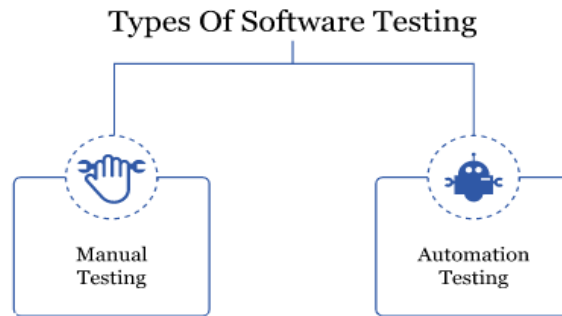 Types Of Software Testing
Manual
Testing
Automation
Testing